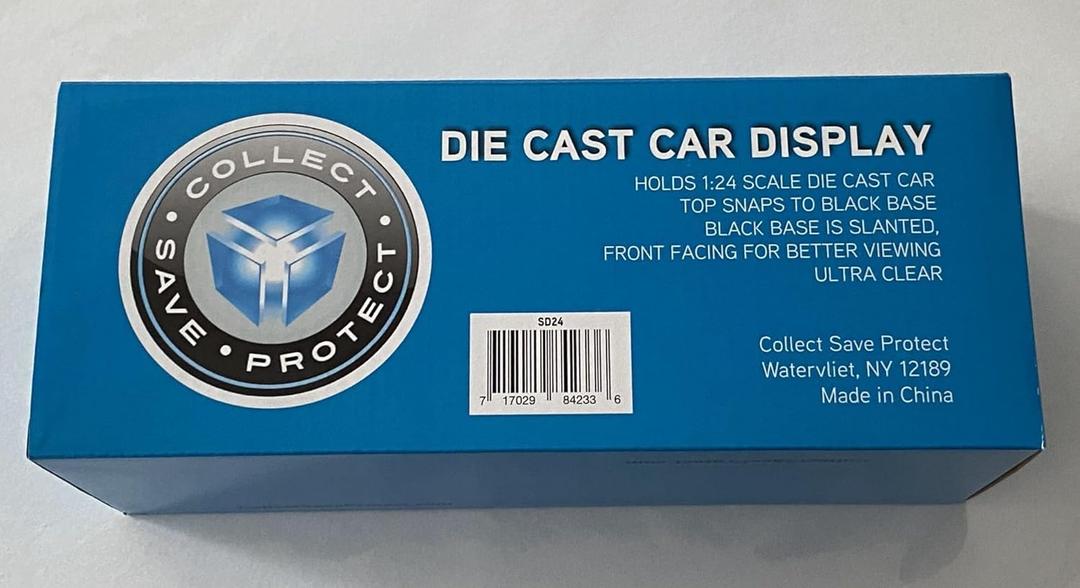 COLLECT • PROTECT • SAVE •
DIE CAST CAR DISPLAY
HOLDS 1:24 SCALE DIE CAST CAR
TOP SNAPS TO BLACK BASE
BLACK BASE IS SLANTED,
FRONT FACING FOR BETTER VIEWING
ULTRA CLEAR
SD24
7 17029 84233 6
Collect Save Protect
Watervliet, NY 12189
Made in China